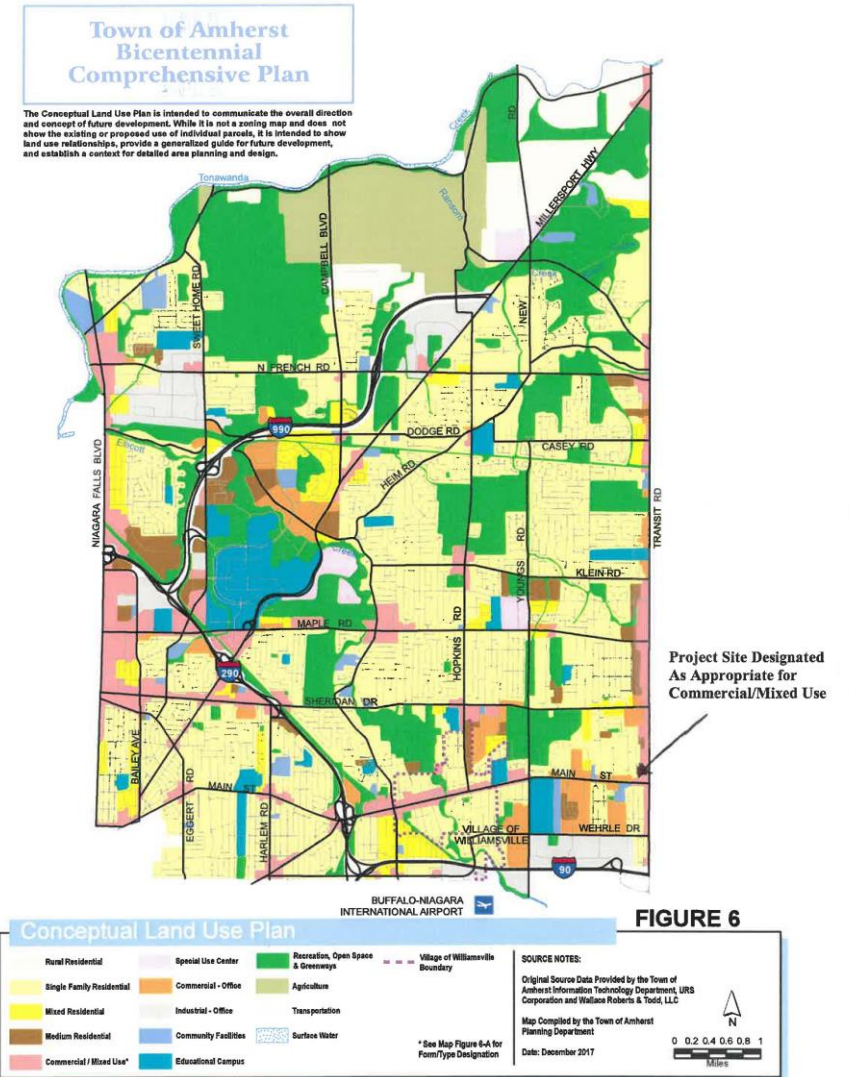 Town of Amherst
Bicentennial
Comprehensive Plan
The Conceptual Land Use Plan is intended to communicate the overall direction
and concept of future development. While it is not a zoning map and does not
show the existing or proposed use of individual parcels, it is intended to show
land use relationships, provide a generalized guide for future development,
and establish a context for detailed area planning and design.
Creek
RD
Tonawanda
Ransom
MILLERSPORT HWY
CAMPBELL BLVD
SWEET HOME RD
Creek
NEW
N FRENCH RD
990
DODGE RD
CASEY RD
Ellicott
HEIM RD
NIAGARA FALLS BLVD
TRANSIT RD
YOUNGS RD
Creek
KLEIN RD
HOPKINS RD
MAPLE RD
290
Project Site Designated
As Appropriate for
Commercial/Mixed Use
SHERIDAN DR
BAILEY AVE
EGGERT RD
MAIN ST
HARLEM RD
MAIN ST
VILLAGE OF
WILLIAMSVILLE
WEHRLE DR
90
BUFFALO-NIAGARA
INTERNATIONAL AIRPORT
FIGURE 6
Conceptual Land Use Plan
Rural Residential
Single Family Residential
Mixed Residential
Medium Residential
Commercial / Mixed Use*
Special Use Center
Commercial - Office
Industrial - Office
Community Facilities
Educational Campus
Recreation, Open Space
& Greenways
Agriculture
Transportation
Surface Water
Village of Williamsville
Boundary
* See Map Figure 6-A for
Form/Type Designation
SOURCE NOTES:
Original Source Data Provided by the Town of
Amherst Information Technology Department, URS
Corporation and Wallace Roberts & Todd, LLC
Map Compiled by the Town of Amherst
Planning Department
Date: December 2017
N
0 0.2 0.4 0.6 0.8 1
Miles